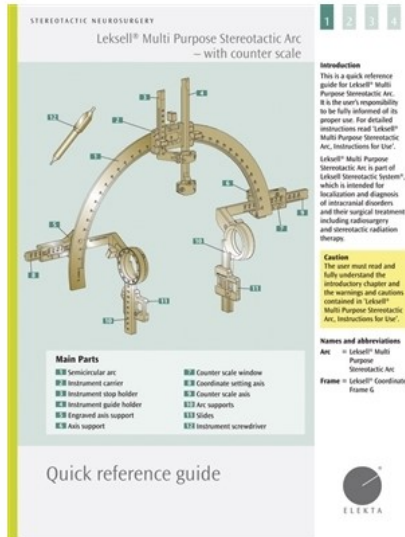 STEREOTACTIC NEUROSURGERY
Leksell® Multi Purpose Stereotactic Arc
– with counter scale
1 2 3 4
Introduction
This is a quick reference
guide for Leksell® Multi
Purpose Stereotactic Arc.
It is the user's responsibility
to be fully informed of its
proper use. For detailed
instructions read 'Leksell®
Multi Purpose Stereotactic
Arc, Instructions for Use'.
Leksell® Multi Purpose
Stereotactic Arc is part of
Leksell Stereotactic System®,
which is intended for
localization and diagnosis
of intracranial disorders
and their surgical treatment
including radiosurgery
and stereotactic radiation
therapy.
Caution
The user must read and
fully understand the
introductory chapter and
the warnings and cautions
contained in 'Leksell®
Multi Purpose Stereotactic
Arc, Instructions for Use'.
Names and abbreviations
Arc = Leksell® Multi
Purpose
Stereotactic Arc
Frame = Leksell® Coordinate
Frame G
Main Parts
Semicircular arc
Instrument carrier
Instrument stop holder
Instrument guide holder
Engraved axis support
Axis support
Counter scale window
Coordinate setting axis
Counter scale axis
Arc supports
Slides
Instrument screwdriver
Quick reference guide
ELEKTA